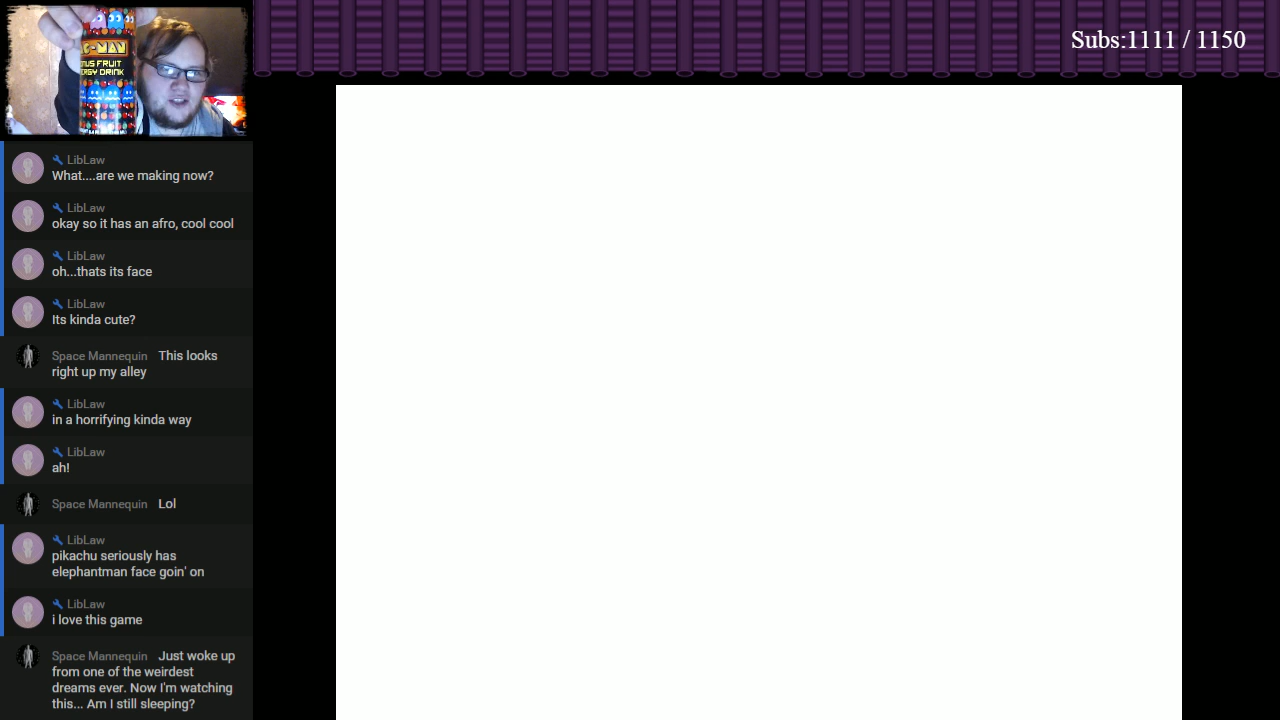 Subs:1111 / 1150
C-MAN
FRUIT
DRINK
LibLaw
What....are we making now?
LibLaw
okay so it has an afro, cool cool
LibLaw
oh...thats its face
LibLaw
Its kinda cute?
Space Mannequin This looks
right up my alley
LibLaw
in a horrifying kinda way
LibLaw
ah!
Space Mannequin Lol
LibLaw
pikachu seriously has
elephantman face goin' on
LibLaw
i love this game
Space Mannequin Just woke up
from one of the weirdest
dreams ever. Now I'm watching
this... Am I still sleeping?